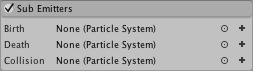 Sub Emitters
Birth None (Particle System)
Death None (Particle System)
Collision None (Particle System)